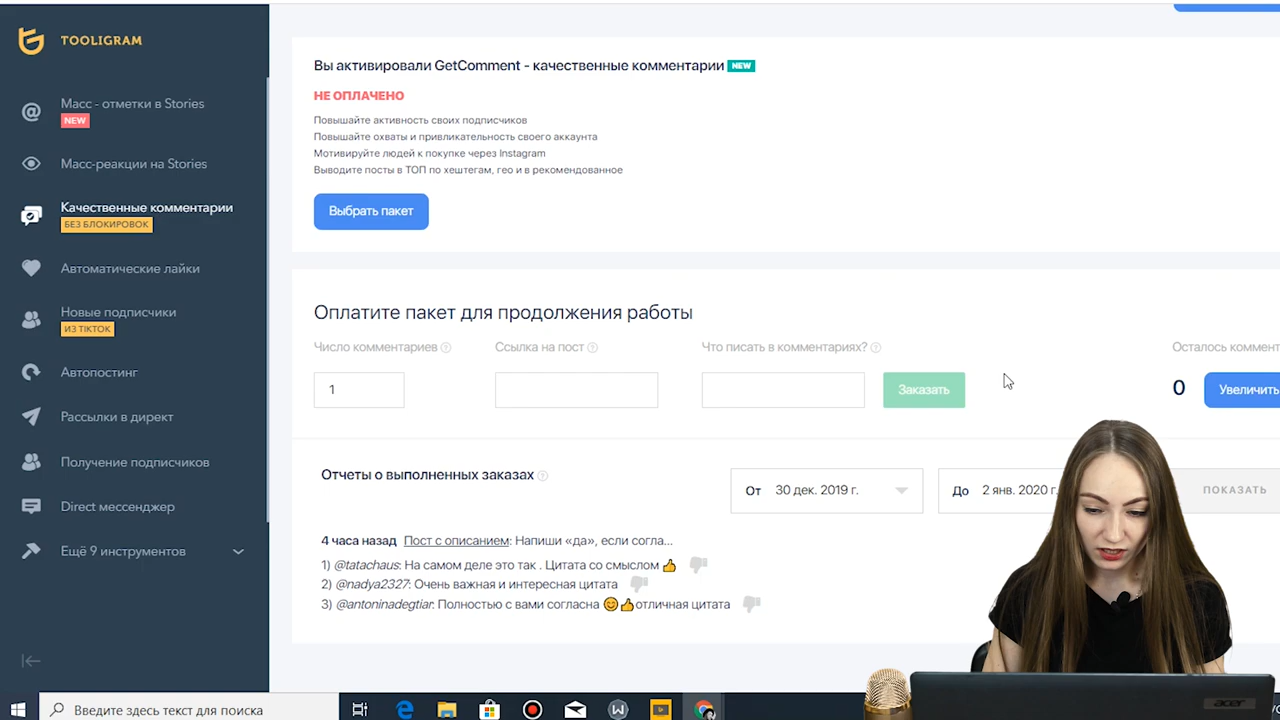 TOOLIGRAM
Масс - отметки в Stories
NEW
Масс-реакции на Stories
Качественные комментарии
БЕЗ БЛОКИРОВОК
Автоматические лайки
Новые подписчики
ИЗ TIKTOK
Автопостинг
Рассылки в директ
Получение подписчиков
Direct мессенджер
Ещё 9 инструментов
Вы активировали GetComment - качественные комментарии NEW
НЕ ОПЛАЧЕНО
Повышайте активность своих подписчиков
Повышайте охваты и привлекательность своего аккаунта
Мотивируйте людей к покупке через Instagram
Выводите посты в ТОП по хештегам, гео и в рекомендованное
Выбрать пакет
Оплатите пакет для продолжения работы
Число комментариев ? Ссылка на пост ? Что писать в комментариях? ? Осталось коммент
1 Заказать 0 Увеличить
Отчеты о выполненных заказах ? От 30 дек. 2019 г. До 2 янв. 2020 г. ПОКАЗАТЬ
4 часа назад Пост с описанием: Напиши «да», если согла...
1) @tatachaus: На самом деле это так . Цитата со смыслом 👍
2) @nadya2327: Очень важная и интересная цитата
3) @antoninadegtiar: Полностью с вами согласна 😊👍отличная цитата
Введите здесь текст для поиска
acer